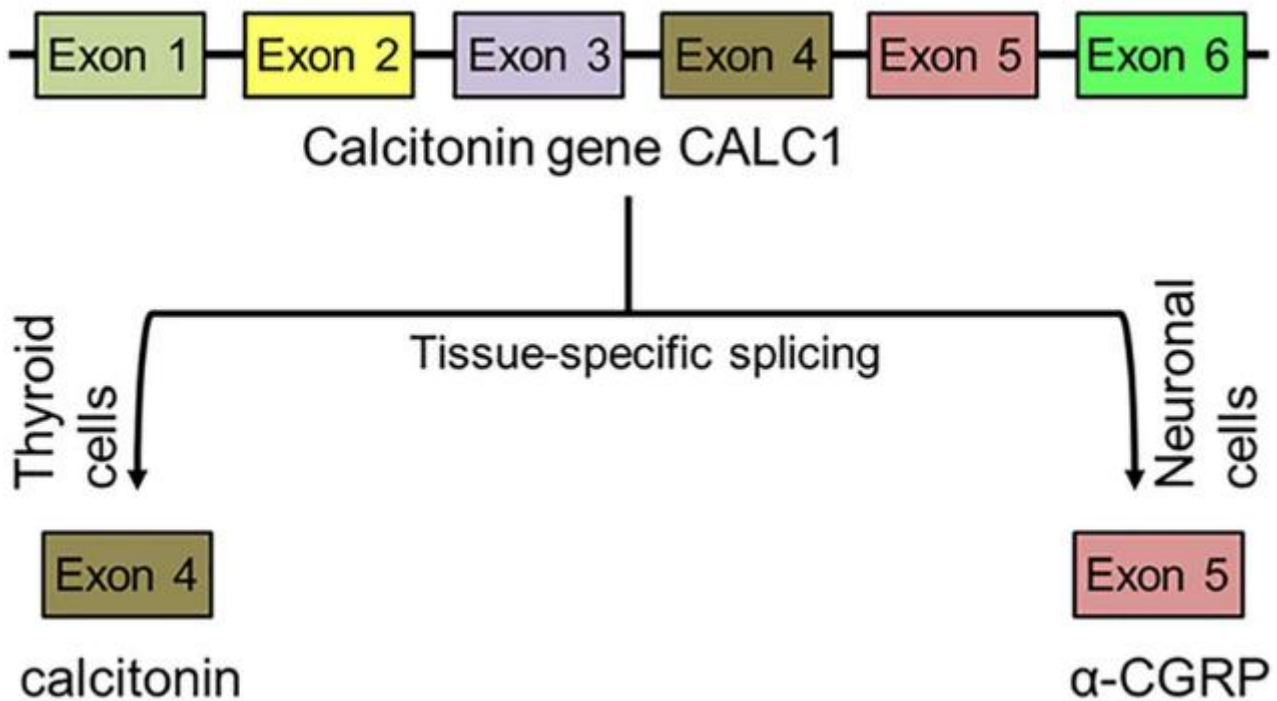 Exon 1 Exon 2 Exon 3 Exon 4 Exon 5 Exon 6
Calcitonin gene CALC1
Tissue-specific splicing
Thyroid
cells
Neuronal
cells
Exon 4
calcitonin
Exon 5
α-CGRP